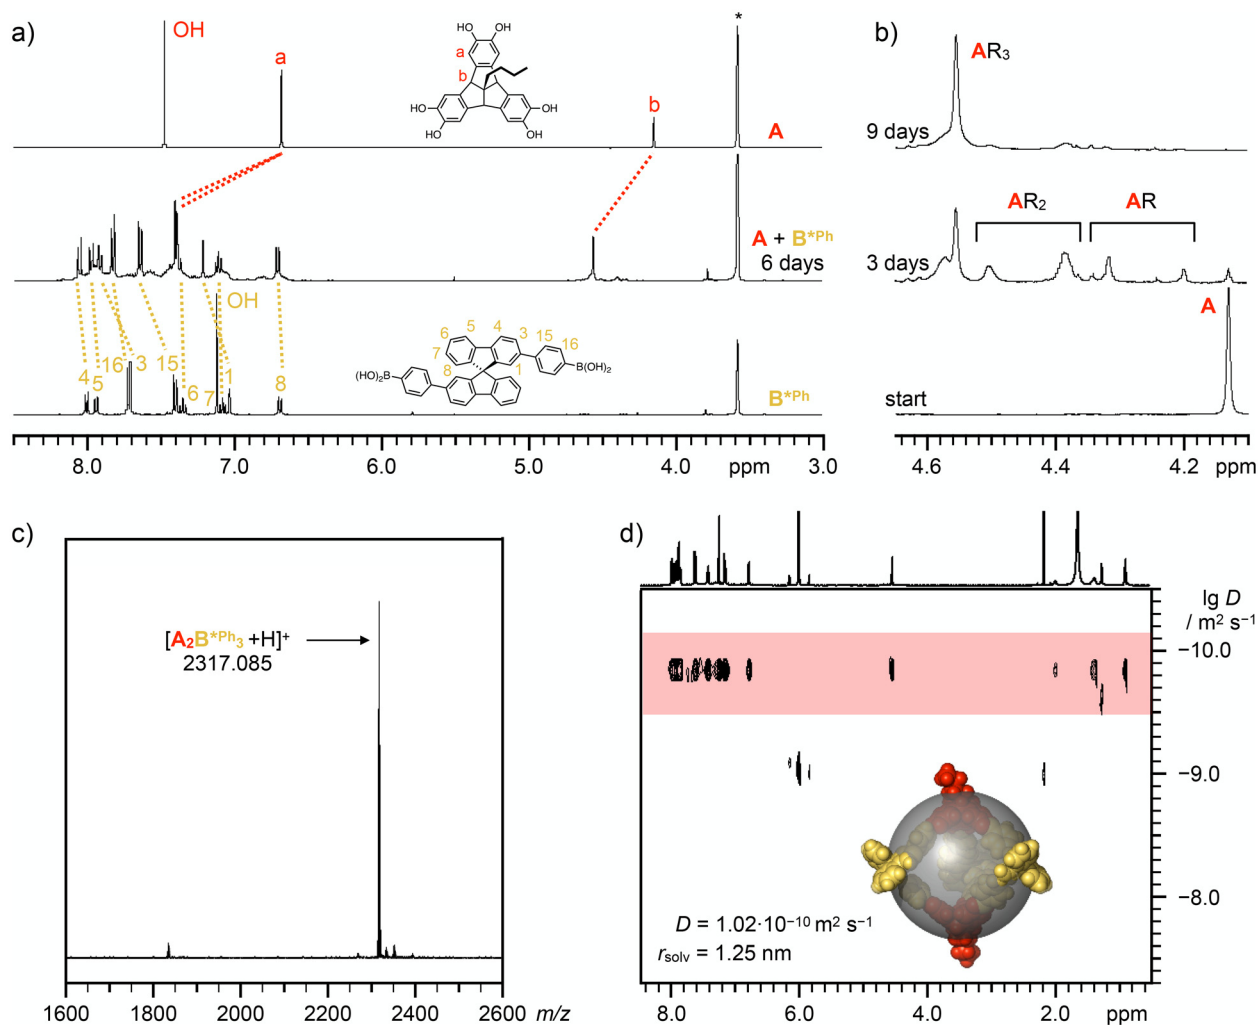 a)
OH
a
b
*
HO OH
a
b
HO
HO
OH
OH
A
A + B*Ph
6 days
OH
4 5 16 3 15 6 7 1 8
6 5 4 3 15 16
7 8 1
(HO)₂B
B(OH)₂
B*Ph
8.0 7.0 6.0 5.0 4.0 ppm 3.0
b)
AR₃
9 days
AR₂ AR
3 days
A
start
4.6 4.4 4.2 ppm
c)
[A₂B*Ph₃ +H]⁺
2317.085
1600 1800 2000 2200 2400 2600 m/z
d)
lg D
/ m² s⁻¹
−10.0
−9.0
−8.0
D = 1.02·10⁻¹⁰ m² s⁻¹
rsolv = 1.25 nm
8.0 6.0 4.0 2.0 ppm